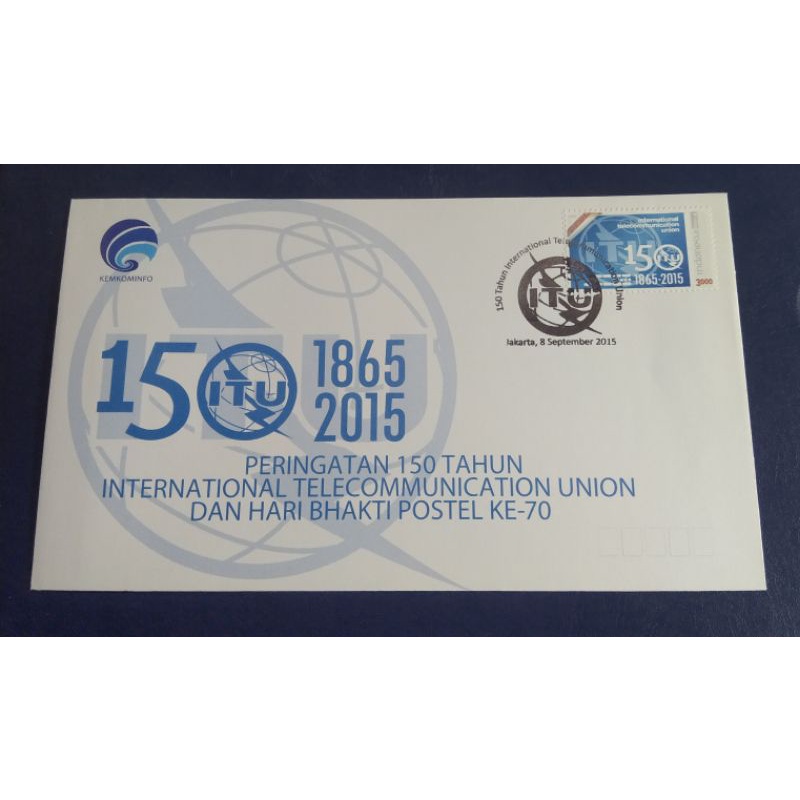 KEMKOMINFO
150 ITU
1865
2015
PERINGATAN 150 TAHUN
INTERNATIONAL TELECOMMUNICATION UNION
DAN HARI BHAKTI POSTEL KE-70
150 Tahun International Telecommunication Union
ITU
Jakarta, 8 September 2015
international
telecommunication
union
150
1865-2015
3000
ITU